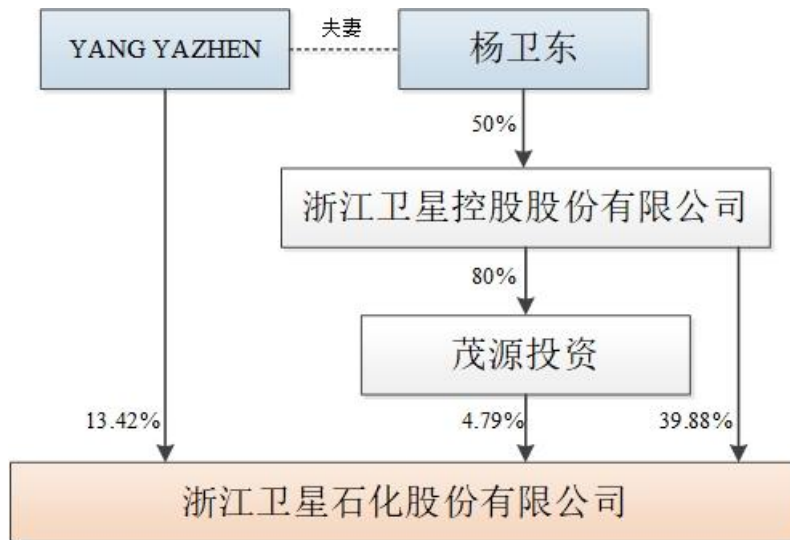 夫妻
YANG YAZHEN
杨卫东
50%
浙江卫星控股股份有限公司
80%
茂源投资
13.42%
4.79%
39.88%
浙江卫星石化股份有限公司